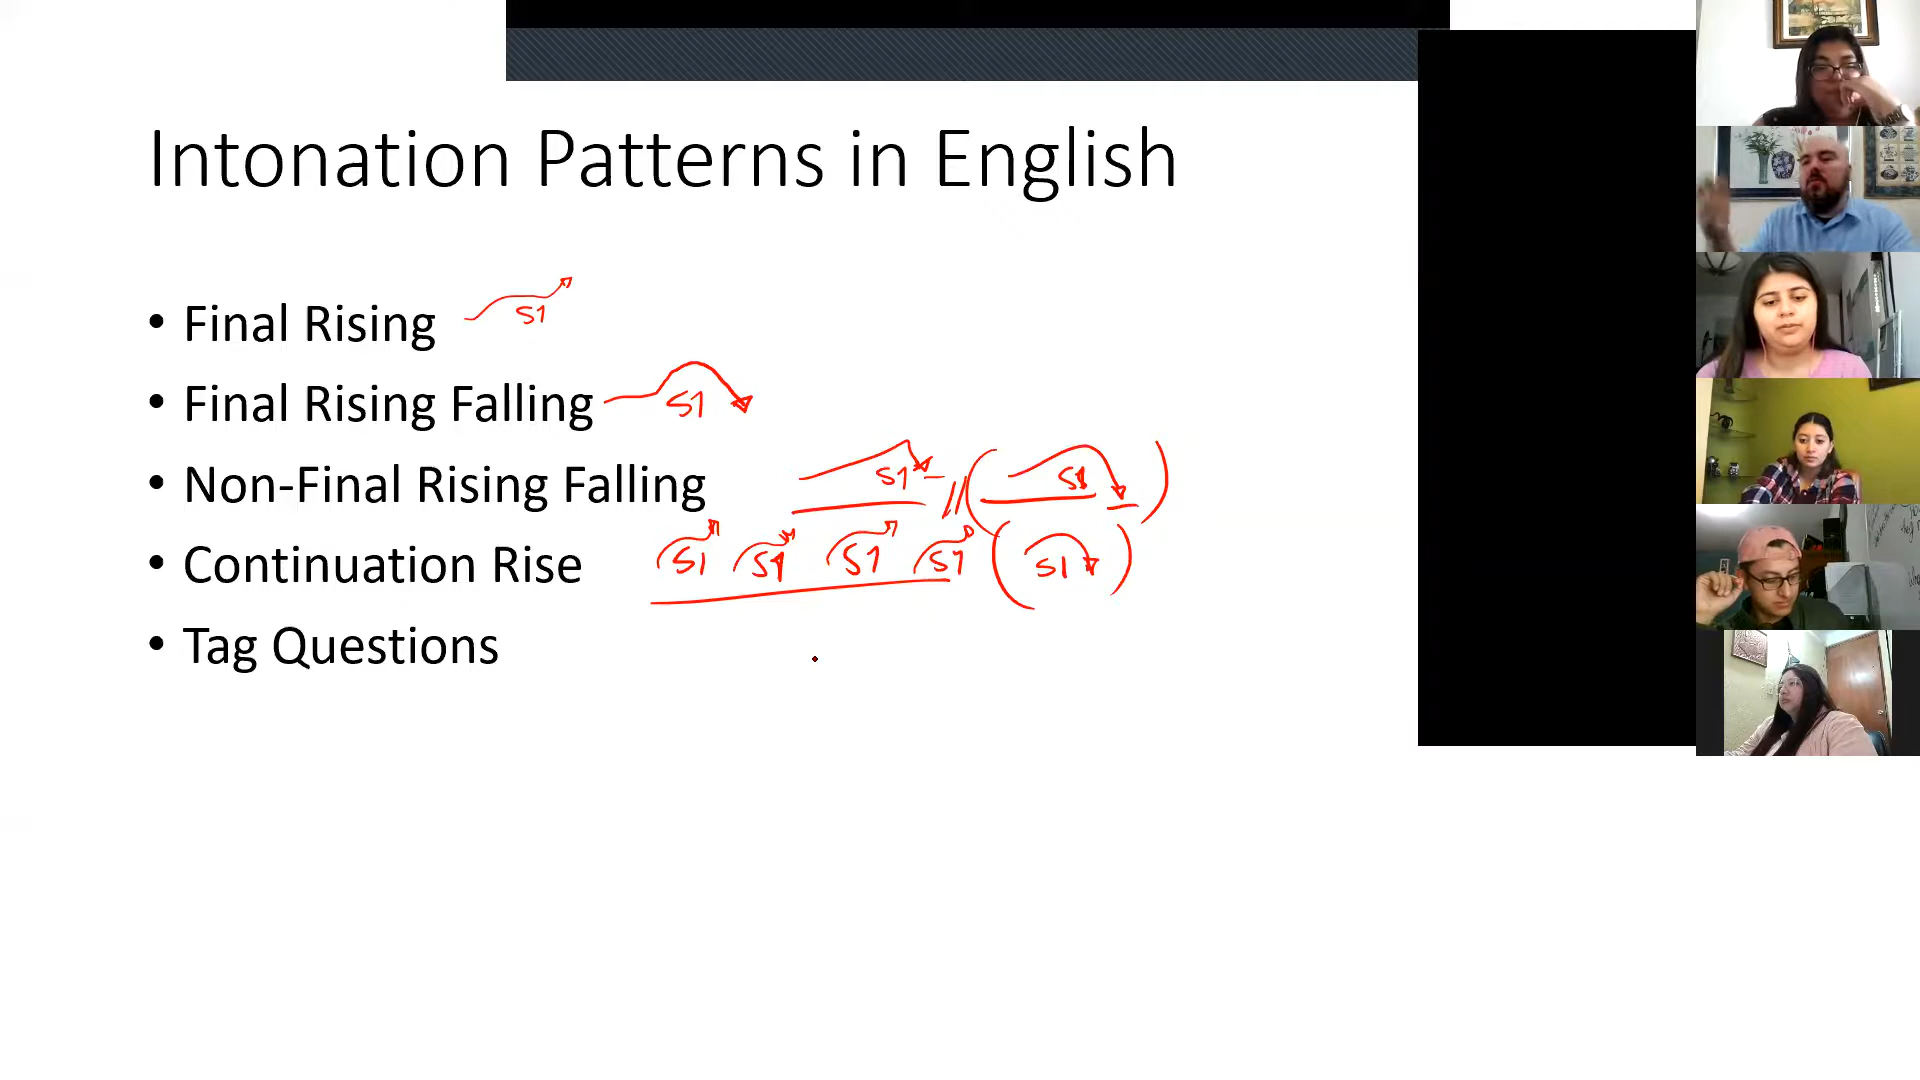 Intonation Patterns in English
• Final Rising S1
• Final Rising Falling S1
• Non-Final Rising Falling S1 // ( S1 )
• Continuation Rise S1 S1 S1 S1 ( S1 )
• Tag Questions